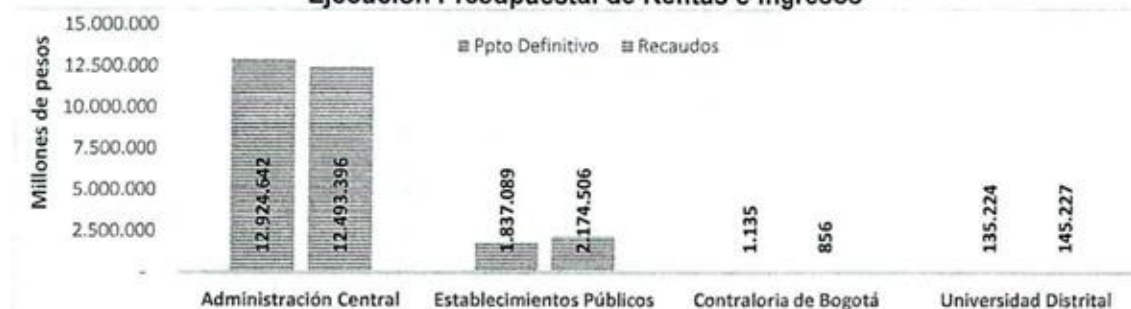 Ejecución Presupuestal de Rentas e Ingresos
Millones de pesos
15.000.000
12.500.000
10.000.000
7.500.000
5.000.000
2.500.000
-
Ppto Definitivo Recaudos
12.924.642 12.493.396 1.837.089 2.174.506 1.135 856 135.224 145.227
Administración Central Establecimientos Públicos Contraloria de Bogotá Universidad Distrital